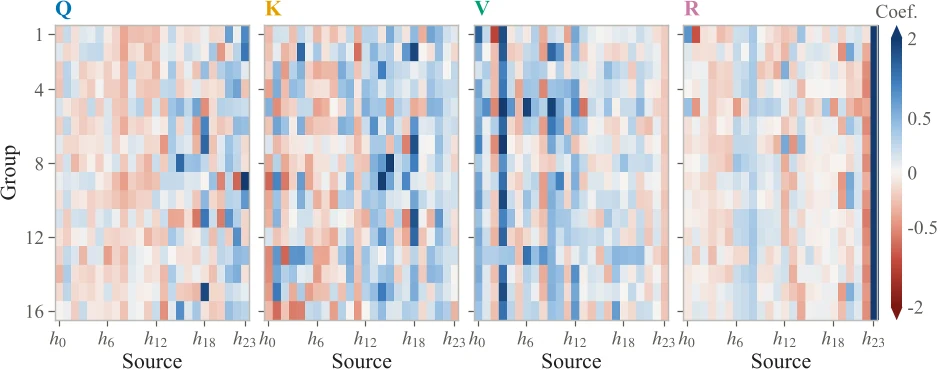 Q K V R Coef.
1 4 8 12 16
Group
2 0.5 0 -0.5 -2
h0 h6 h12 h18 h23 h0 h6 h12 h18 h23 h0 h6 h12 h18 h23 h0 h6 h12 h18 h23
Source Source Source Source